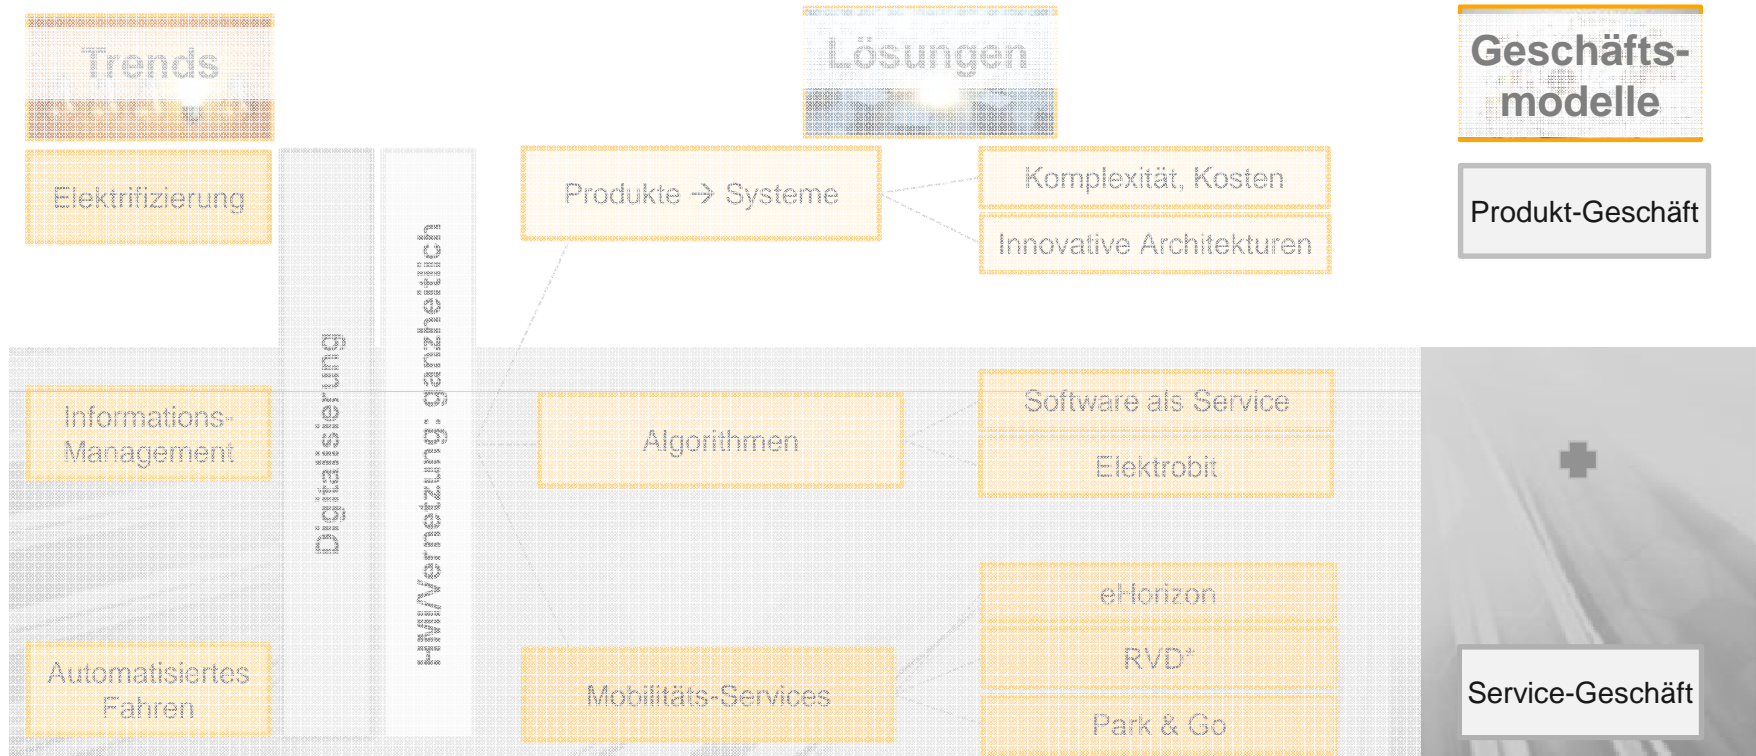 Trends
Lösungen
Geschäfts-
modelle
Elektrifizierung
Digitalisierung
HMI/Vernetzung: ganzheitlich
Produkte → Systeme
Komplexität, Kosten
Innovative Architekturen
Produkt-Geschäft
Informations-
Management
Algorithmen
Software als Service
Elektrobit
Automatisiertes
Fahren
Mobilitäts-Services
eHorizon
RVD*
Park & Go
Service-Geschäft